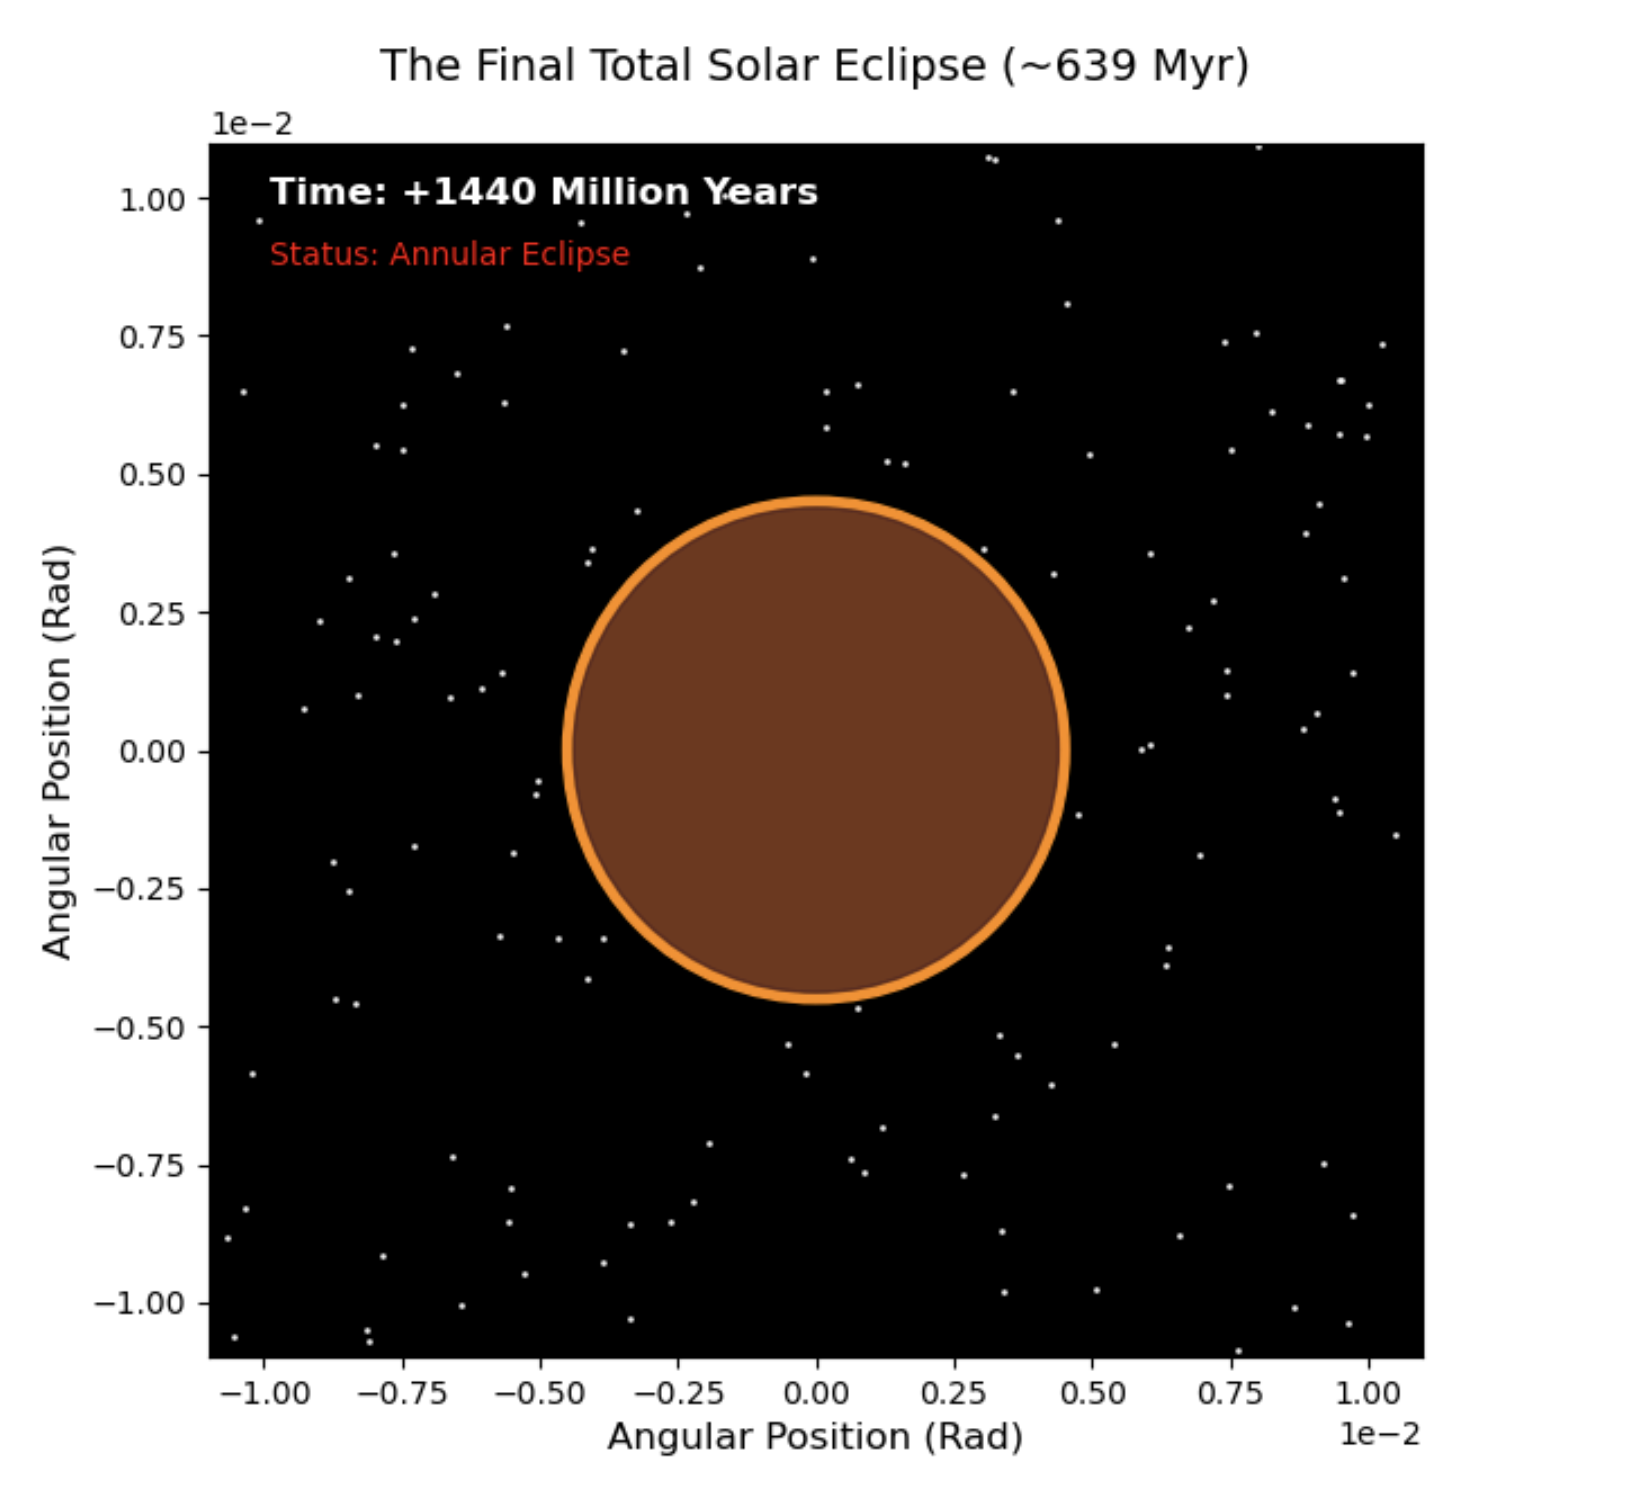 The Final Total Solar Eclipse (~639 Myr)
1e−2
Time: +1440 Million Years
Status: Annular Eclipse
1.00
0.75
0.50
0.25
0.00
−0.25
−0.50
−0.75
−1.00
Angular Position (Rad)
−1.00 −0.75 −0.50 −0.25 0.00 0.25 0.50 0.75 1.00
1e−2
Angular Position (Rad)